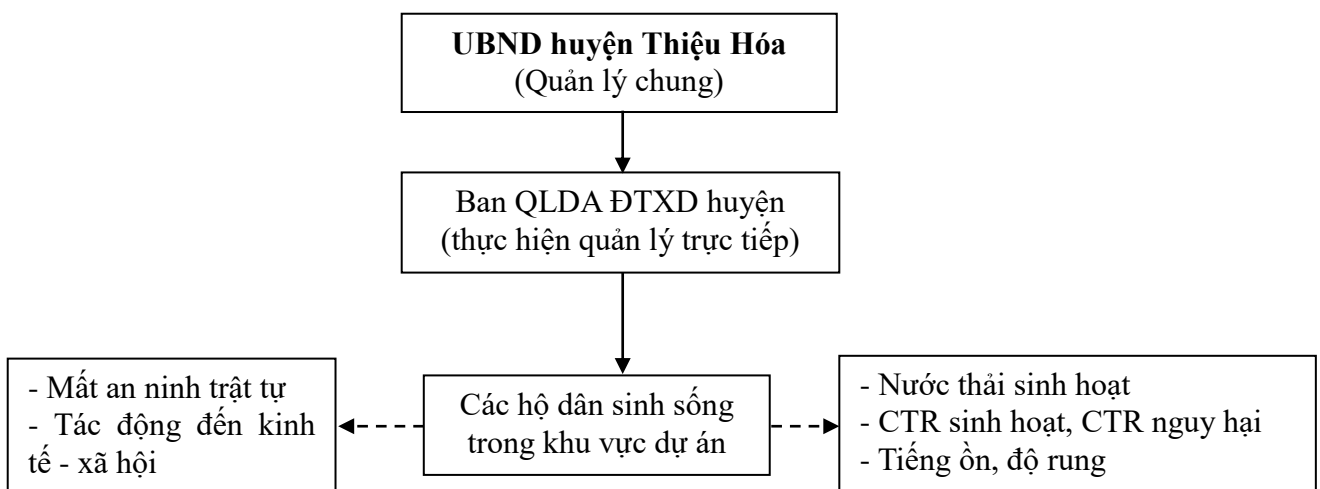 UBND huyện Thiệu Hóa
(Quản lý chung)
Ban QLDA ĐTXD huyện
(thực hiện quản lý trực tiếp)
- Mất an ninh trật tự
- Tác động đến kinh
tế - xã hội
Các hộ dân sinh sống
trong khu vực dự án
- Nước thải sinh hoạt
- CTR sinh hoạt, CTR nguy hại
- Tiếng ồn, độ rung